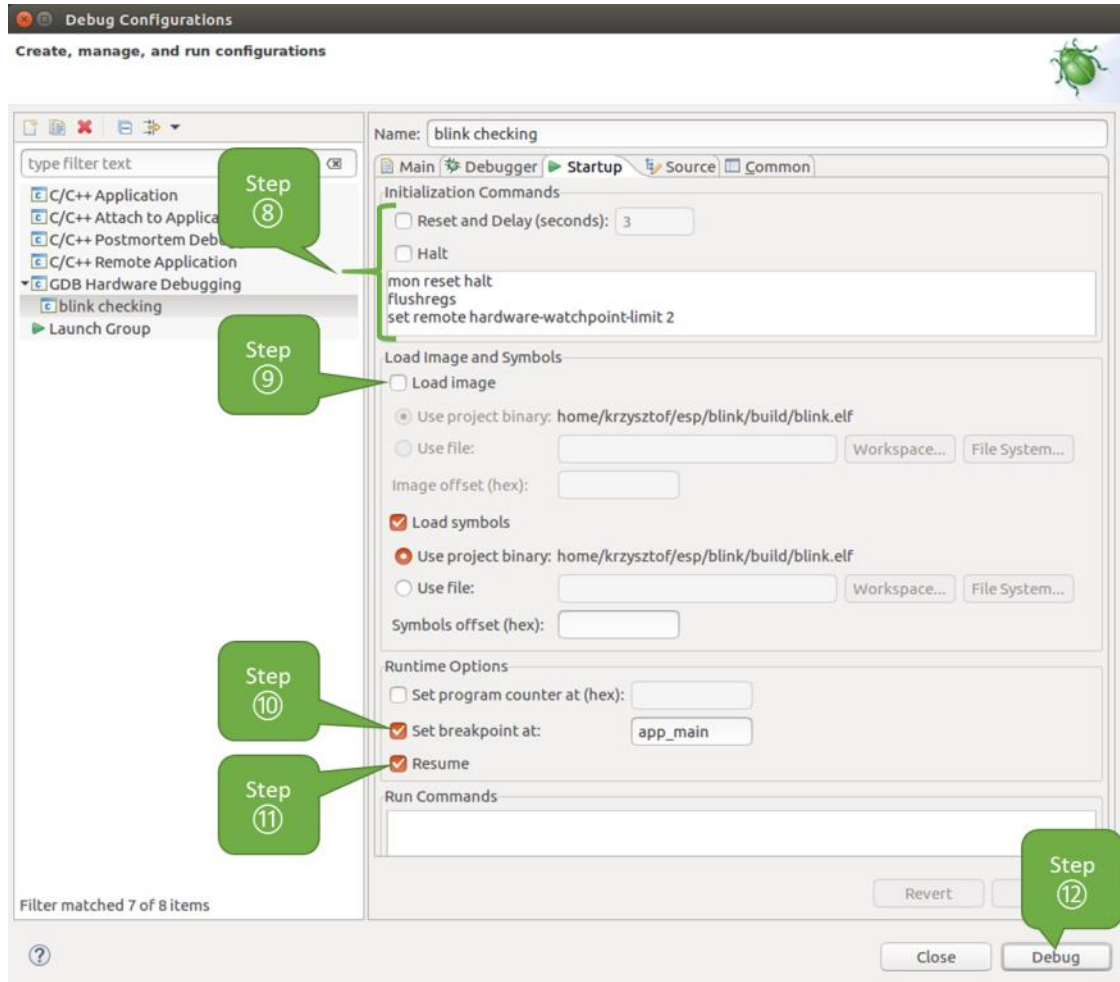 Debug Configurations
Create, manage, and run configurations
type filter text
C/C++ Application
C/C++ Attach to Applica
C/C++ Postmortem Debu
C/C++ Remote Application
GDB Hardware Debugging
blink checking
Launch Group
Filter matched 7 of 8 items
Step
⑧
Step
⑨
Step
⑩
Step
⑪
Name: blink checking
Main Debugger Startup Source Common
Initialization Commands
Reset and Delay (seconds): 3
Halt
mon reset halt
flushregs
set remote hardware-watchpoint-limit 2
Load Image and Symbols
Load image
Use project binary: home/krzysztof/esp/blink/build/blink.elf
Use file: Workspace... File System...
Image offset (hex):
Load symbols
Use project binary: home/krzysztof/esp/blink/build/blink.elf
Use file: Workspace... File System...
Symbols offset (hex):
Runtime Options
Set program counter at (hex):
Set breakpoint at: app_main
Resume
Run Commands
Step
⑫
Revert
Close Debug